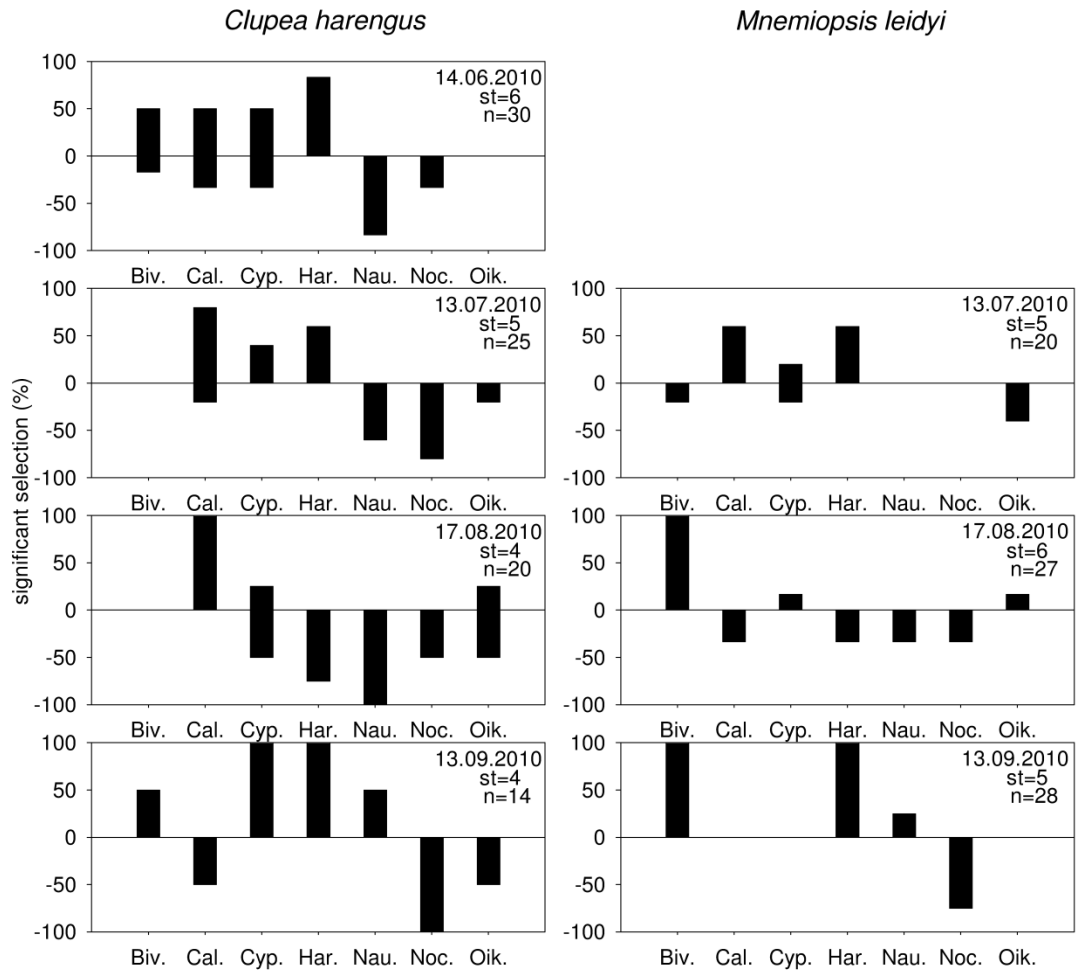 Clupea harengus
Mnemiopsis leidyi
significant selection (%)
100
50
0
-50
-100
14.06.2010
st=6
n=30
Biv. Cal. Cyp. Har. Nau. Noc. Oik.
100
50
0
-50
-100
13.07.2010
st=5
n=25
Biv. Cal. Cyp. Har. Nau. Noc. Oik.
100
50
0
-50
-100
13.07.2010
st=5
n=20
Biv. Cal. Cyp. Har. Nau. Noc. Oik.
100
50
0
-50
-100
17.08.2010
st=4
n=20
Biv. Cal. Cyp. Har. Nau. Noc. Oik.
100
50
0
-50
-100
17.08.2010
st=6
n=27
Biv. Cal. Cyp. Har. Nau. Noc. Oik.
100
50
0
-50
-100
13.09.2010
st=4
n=14
Biv. Cal. Cyp. Har. Nau. Noc. Oik.
100
50
0
-50
-100
13.09.2010
st=5
n=28
Biv. Cal. Cyp. Har. Nau. Noc. Oik.